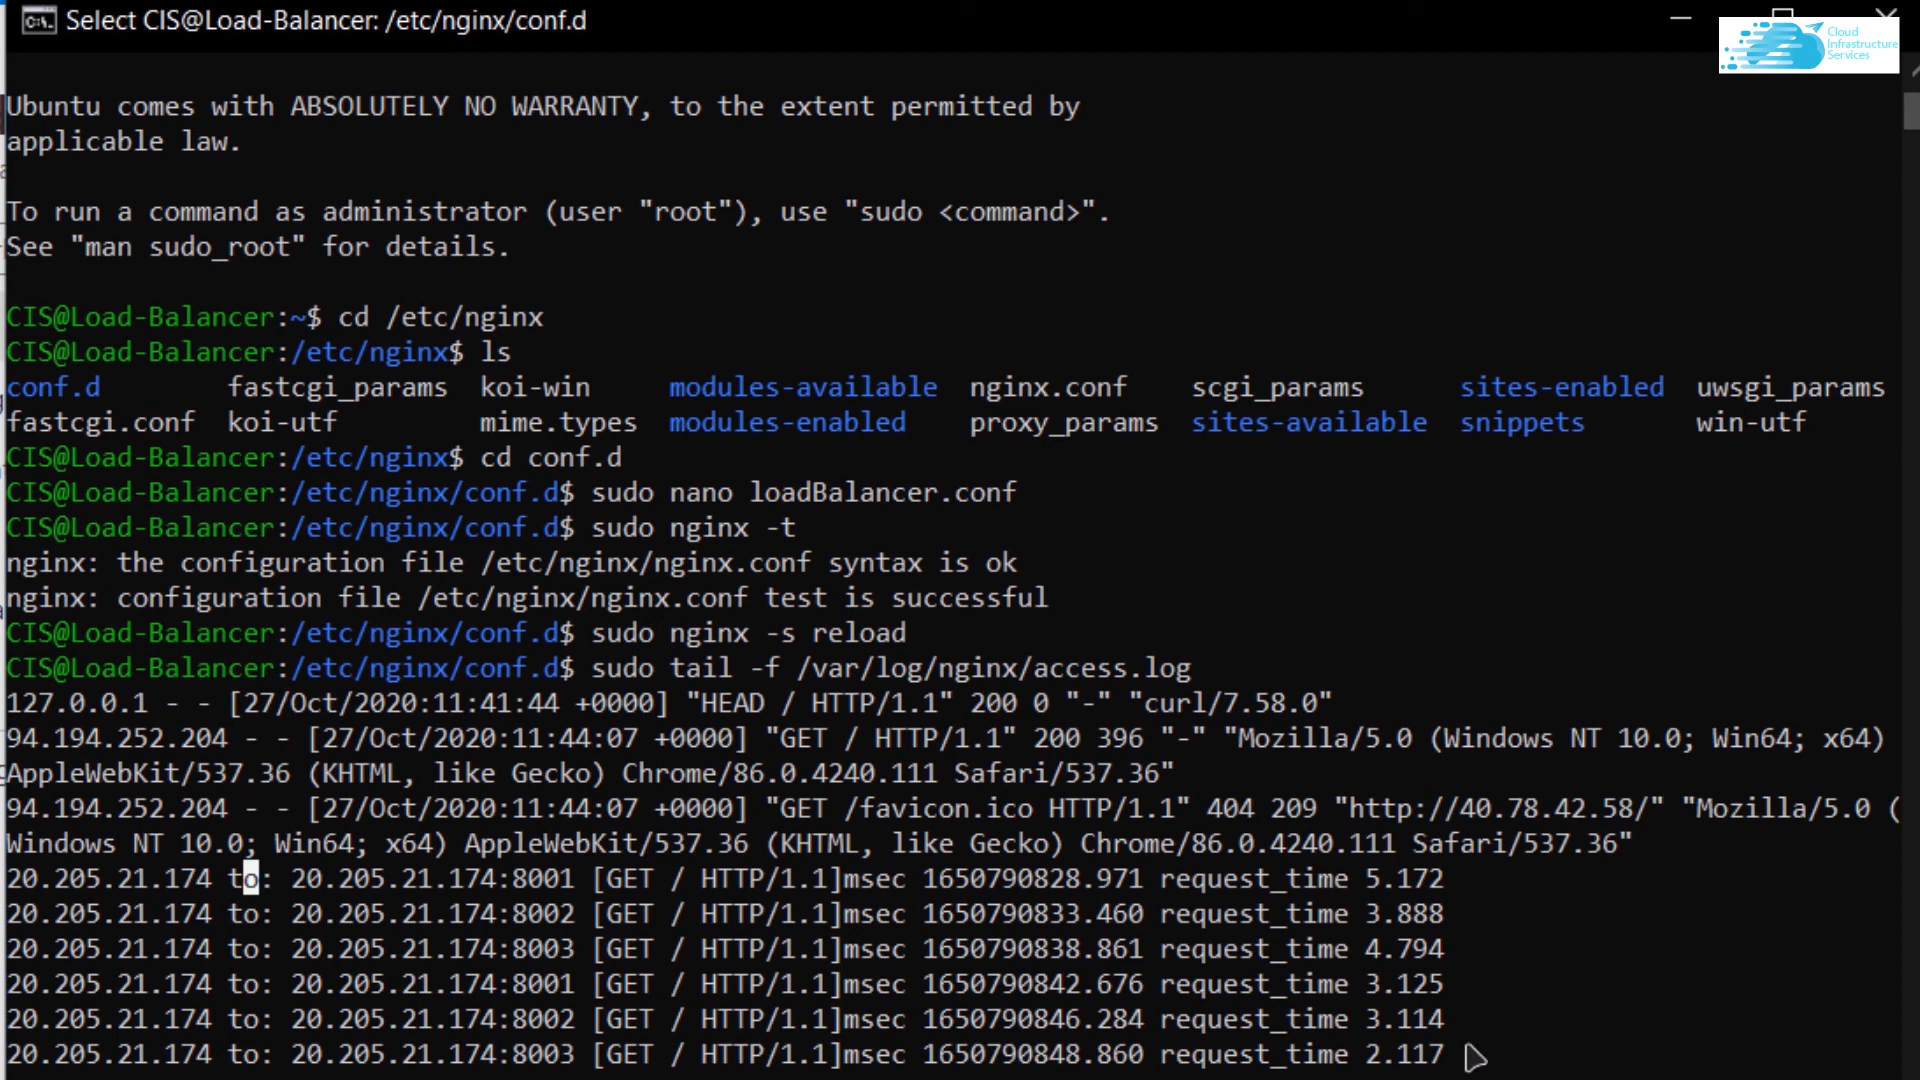 Select CIS@Load-Balancer: /etc/nginx/conf.d
Cloud
Infrastructure
Services
Ubuntu comes with ABSOLUTELY NO WARRANTY, to the extent permitted by
applicable law.
To run a command as administrator (user "root"), use "sudo <command>".
See "man sudo_root" for details.
CIS@Load-Balancer:~$ cd /etc/nginx
CIS@Load-Balancer:/etc/nginx$ ls
conf.d fastcgi_params koi-win modules-available nginx.conf scgi_params sites-enabled uwsgi_params
fastcgi.conf koi-utf mime.types modules-enabled proxy_params sites-available snippets win-utf
CIS@Load-Balancer:/etc/nginx$ cd conf.d
CIS@Load-Balancer:/etc/nginx/conf.d$ sudo nano loadBalancer.conf
CIS@Load-Balancer:/etc/nginx/conf.d$ sudo nginx -t
nginx: the configuration file /etc/nginx/nginx.conf syntax is ok
nginx: configuration file /etc/nginx/nginx.conf test is successful
CIS@Load-Balancer:/etc/nginx/conf.d$ sudo nginx -s reload
CIS@Load-Balancer:/etc/nginx/conf.d$ sudo tail -f /var/log/nginx/access.log
127.0.0.1 - - [27/Oct/2020:11:41:44 +0000] "HEAD / HTTP/1.1" 200 0 "-" "curl/7.58.0"
94.194.252.204 - - [27/Oct/2020:11:44:07 +0000] "GET / HTTP/1.1" 200 396 "-" "Mozilla/5.0 (Windows NT 10.0; Win64; x64)
AppleWebKit/537.36 (KHTML, like Gecko) Chrome/86.0.4240.111 Safari/537.36"
94.194.252.204 - - [27/Oct/2020:11:44:07 +0000] "GET /favicon.ico HTTP/1.1" 404 209 "http://40.78.42.58/" "Mozilla/5.0 (
Windows NT 10.0; Win64; x64) AppleWebKit/537.36 (KHTML, like Gecko) Chrome/86.0.4240.111 Safari/537.36"
20.205.21.174 to: 20.205.21.174:8001 [GET / HTTP/1.1]msec 1650790828.971 request_time 5.172
20.205.21.174 to: 20.205.21.174:8002 [GET / HTTP/1.1]msec 1650790833.460 request_time 3.888
20.205.21.174 to: 20.205.21.174:8003 [GET / HTTP/1.1]msec 1650790838.861 request_time 4.794
20.205.21.174 to: 20.205.21.174:8001 [GET / HTTP/1.1]msec 1650790842.676 request_time 3.125
20.205.21.174 to: 20.205.21.174:8002 [GET / HTTP/1.1]msec 1650790846.284 request_time 3.114
20.205.21.174 to: 20.205.21.174:8003 [GET / HTTP/1.1]msec 1650790848.860 request_time 2.117